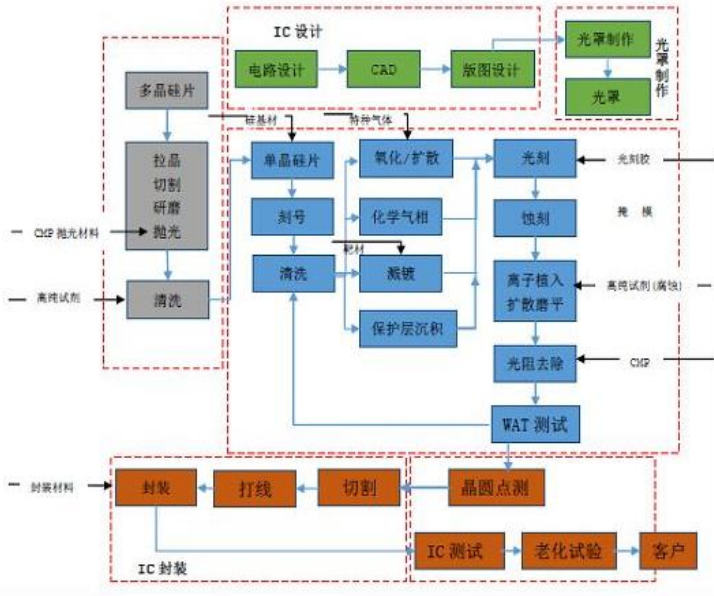 IC 设计
电路设计
CAD
版图设计
光罩制作
光罩
光罩制作
多晶硅片
拉晶
切割
研磨
抛光
清洗
CMP 抛光材料
高纯试剂
硅基材
特种气体
单晶硅片
刻号
清洗
氧化/扩散
化学气相
靶材
溅镀
保护层沉积
光刻
蚀刻
离子植入
扩散磨平
光阻去除
WAT 测试
光刻胶
掩 模
高纯试剂(腐蚀)
CMP
封装材料
封装
打线
切割
晶圆点测
IC 封装
IC 测试
老化试验
客户